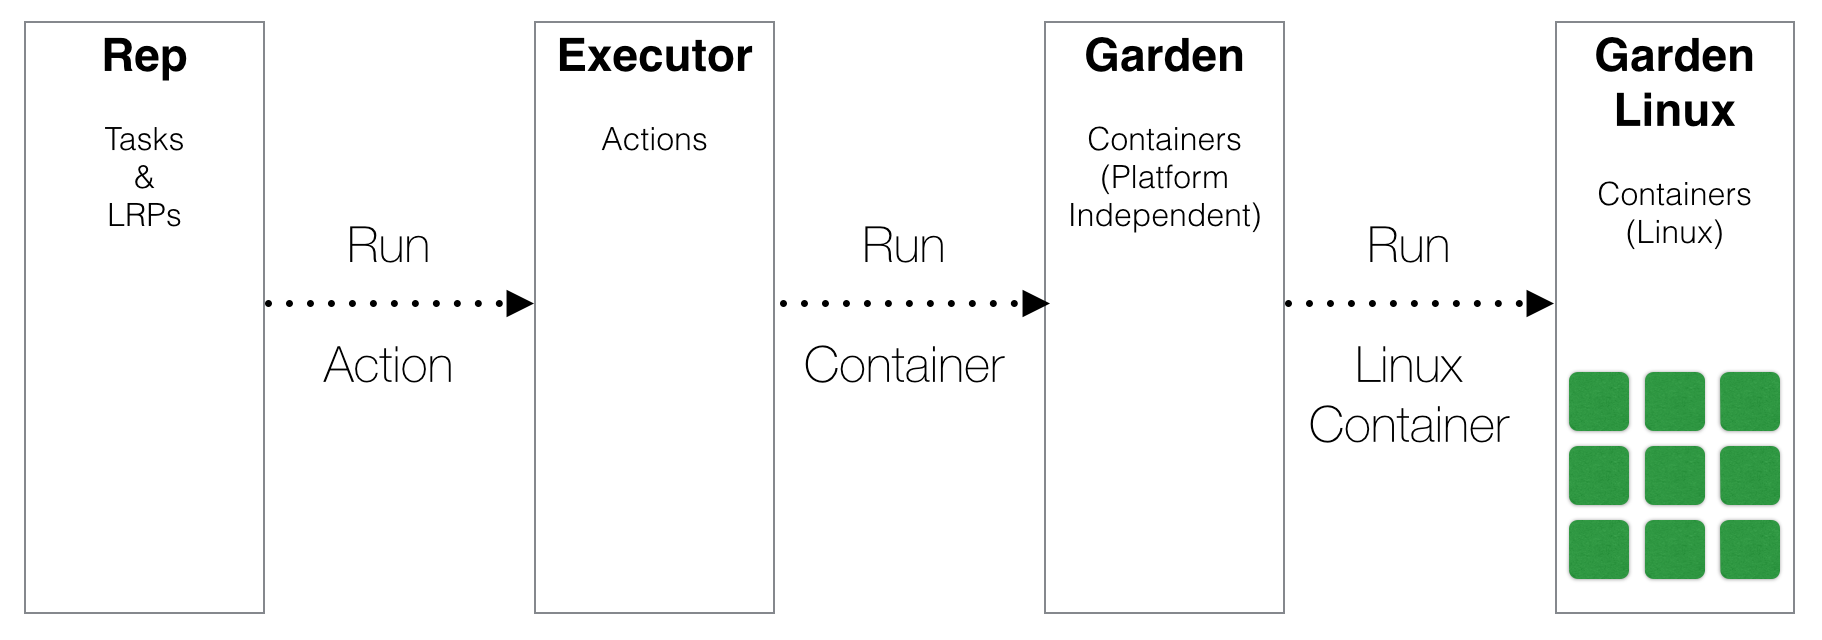 Rep
Tasks
&
LRPs
Run
Action
Executor
Actions
Run
Container
Garden
Containers
(Platform
Independent)
Run
Linux
Container
Garden
Linux
Containers
(Linux)